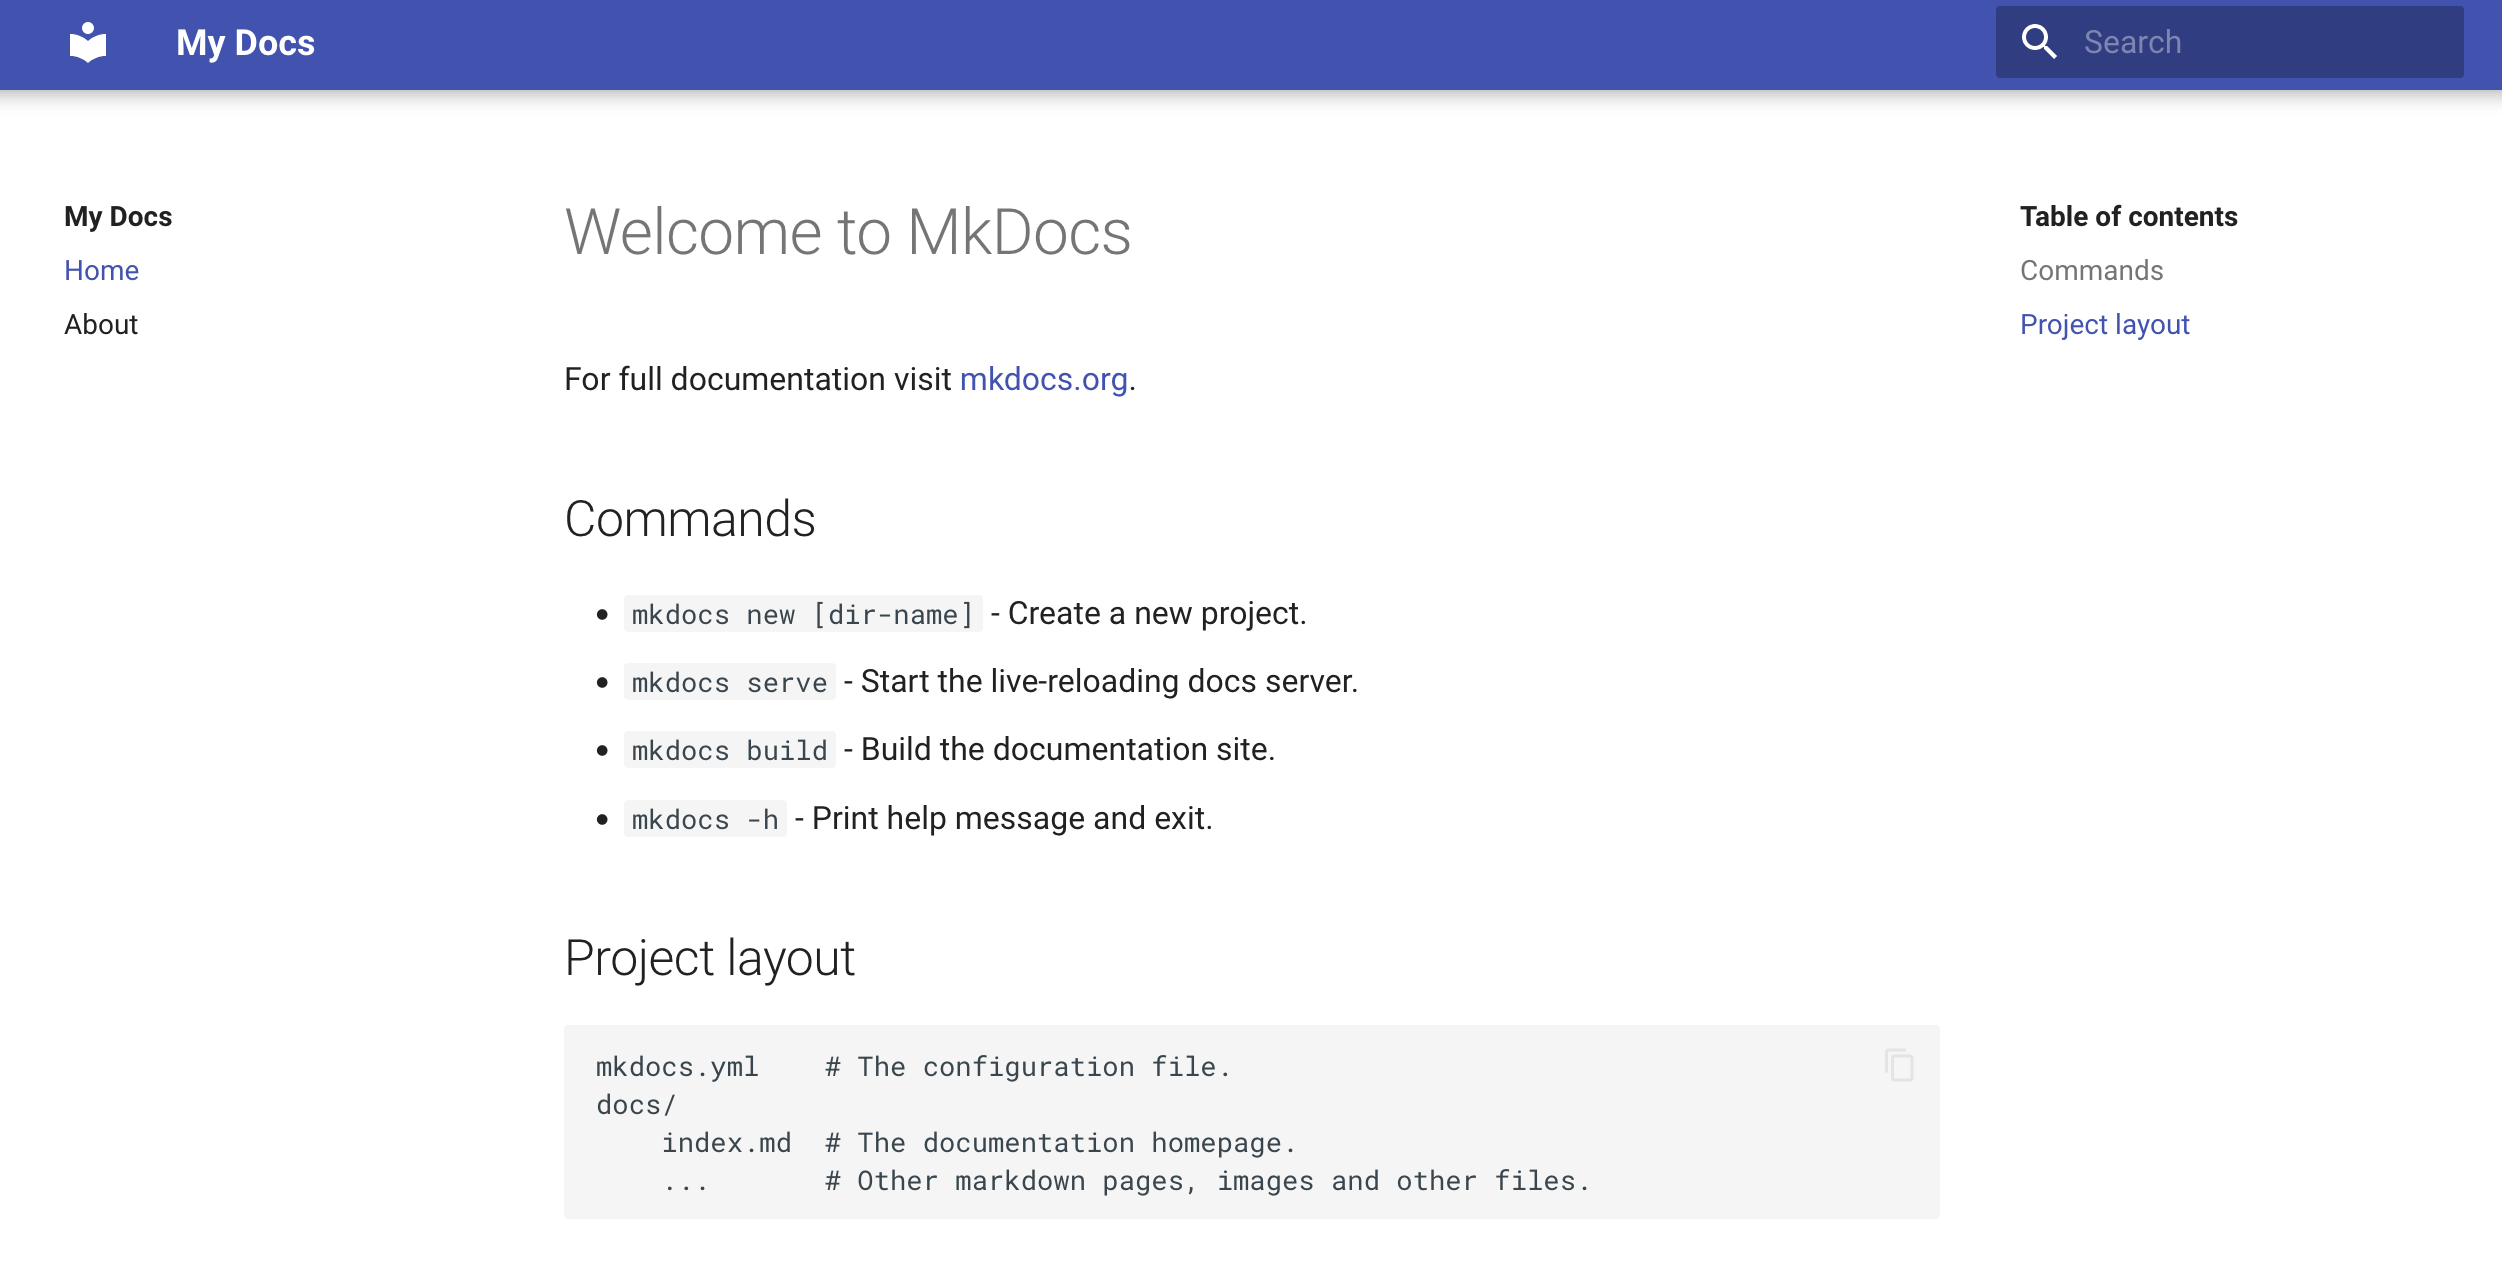 My Docs
Search
My Docs
Home
About
Welcome to MkDocs
For full documentation visit mkdocs.org.
Commands
mkdocs new [dir-name] - Create a new project.
mkdocs serve - Start the live-reloading docs server.
mkdocs build - Build the documentation site.
mkdocs -h - Print help message and exit.
Project layout
mkdocs.yml    # The configuration file.
docs/
    index.md  # The documentation homepage.
    ...       # Other markdown pages, images and other files.
Table of contents
Commands
Project layout